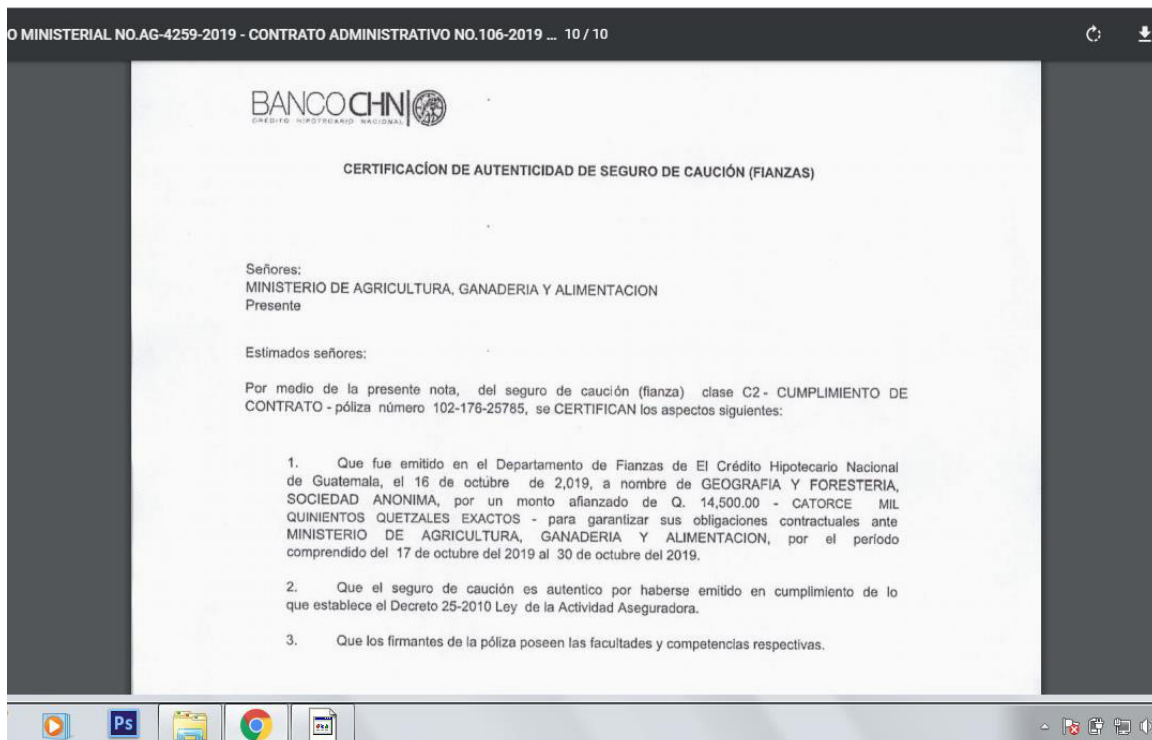 O MINISTERIAL NO.AG-4259-2019 - CONTRATO ADMINISTRATIVO NO.106-2019 ... 10 / 10
BANCO CHN
CRÉDITO HIPOTECARIO NACIONAL
CERTIFICACÍON DE AUTENTICIDAD DE SEGURO DE CAUCIÓN (FIANZAS)
Señores:
MINISTERIO DE AGRICULTURA, GANADERIA Y ALIMENTACION
Presente
Estimados señores:
Por medio de la presente nota, del seguro de caución (fianza) clase C2 - CUMPLIMIENTO DE
CONTRATO - póliza número 102-176-25785, se CERTIFICAN los aspectos siguientes:
1. Que fue emitido en el Departamento de Fianzas de El Crédito Hipotecario Nacional
de Guatemala, el 16 de octubre de 2,019, a nombre de GEOGRAFIA Y FORESTERIA,
SOCIEDAD ANONIMA, por un monto afianzado de Q. 14,500.00 - CATORCE MIL
QUINIENTOS QUETZALES EXACTOS - para garantizar sus obligaciones contractuales ante
MINISTERIO DE AGRICULTURA, GANADERIA Y ALIMENTACION, por el período
comprendido del 17 de octubre del 2019 al 30 de octubre del 2019.
2. Que el seguro de caución es autentico por haberse emitido en cumplimiento de lo
que establece el Decreto 25-2010 Ley de la Actividad Aseguradora.
3. Que los firmantes de la póliza poseen las facultades y competencias respectivas.
Ps